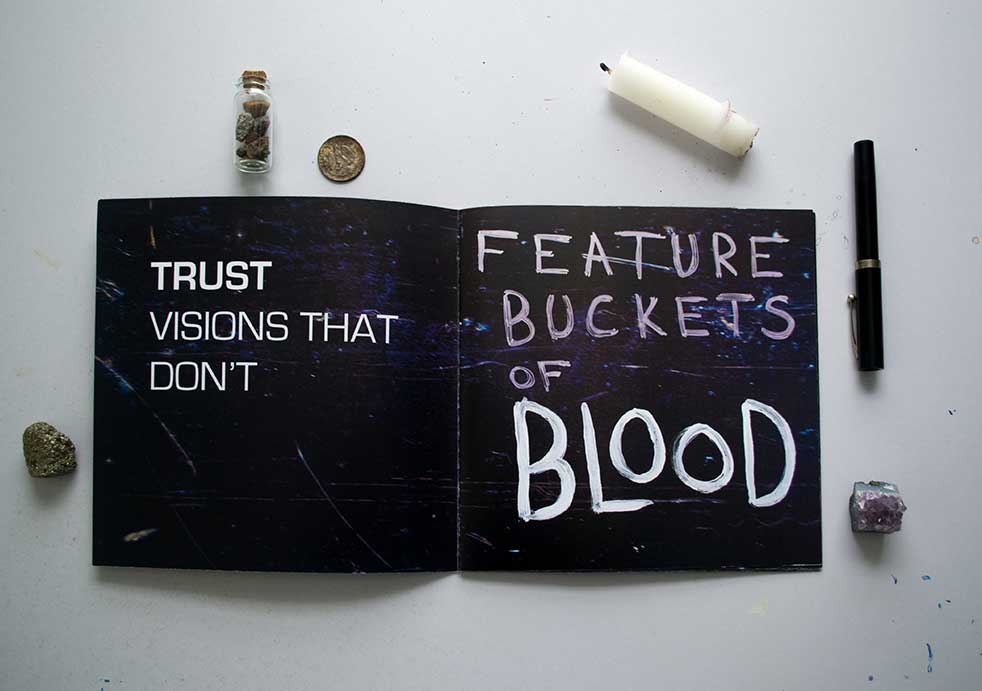 TRUST
VISIONS THAT
DON'T
FEATURE
BUCKETS
OF
BLOOD